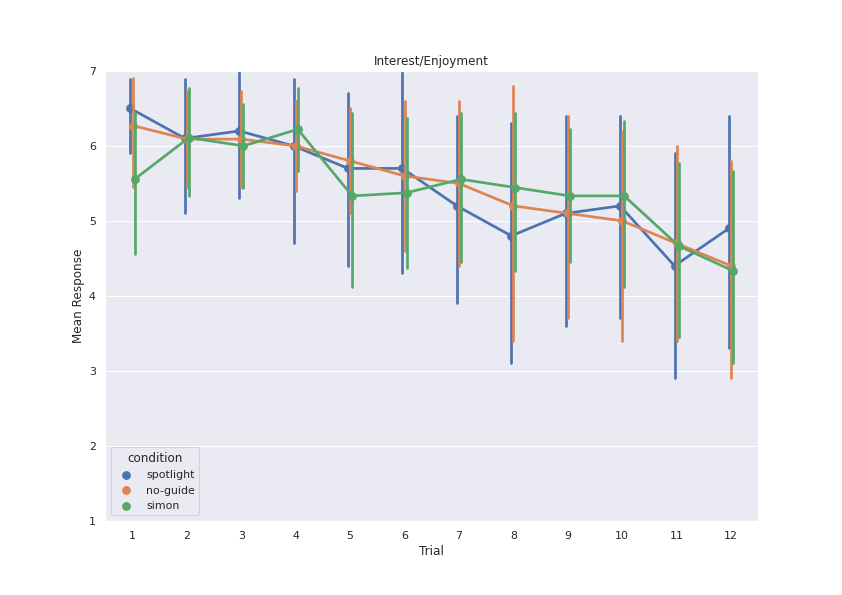 Interest/Enjoyment
7
6
5
4
3
2
1
Mean Response
condition
spotlight
no-guide
simon
1 2 3 4 5 6 7 8 9 10 11 12
Trial